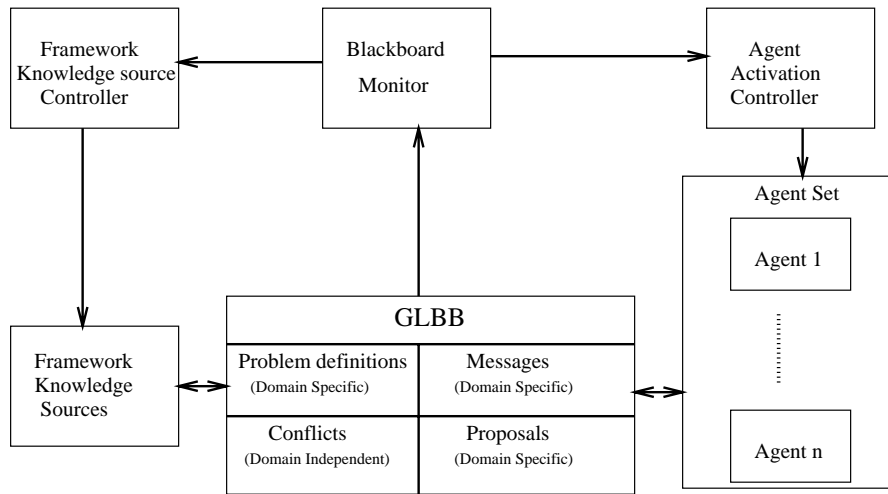 Framework
Knowledge source
Controller
Blackboard
Monitor
Agent
Activation
Controller
Agent Set
Agent 1
Agent n
GLBB
Problem definitions
(Domain Specific)
Messages
(Domain Specific)
Conflicts
(Domain Independent)
Proposals
(Domain Specific)
Framework
Knowledge
Sources